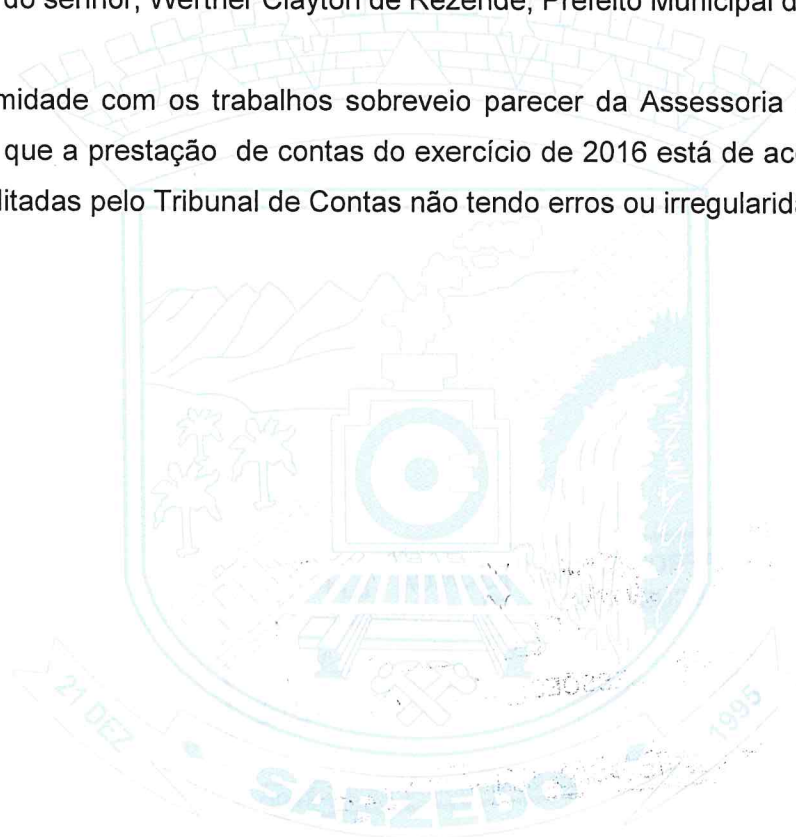 do senhor, Werther Clayton de Rezende, Prefeito Municipal d
midade com os trabalhos sobreveio parecer da Assessoria
que a prestação de contas do exercício de 2016 está de ac
litadas pelo Tribunal de Contas não tendo erros ou irregularid
21 DEZ
1995
SARZEDO